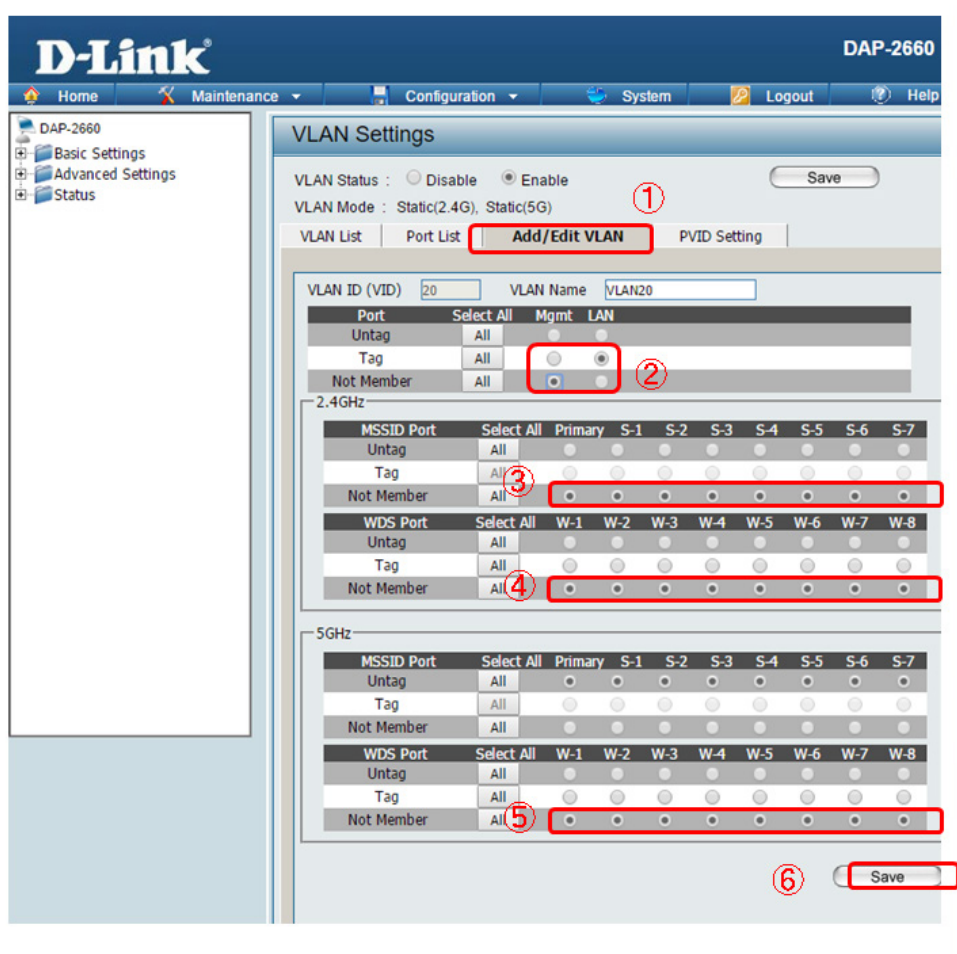 D-Link®
DAP-2660
Home Maintenance Configuration System Logout Help
DAP-2660
Basic Settings
Advanced Settings
Status
VLAN Settings
VLAN Status : Disable Enable Save
VLAN Mode : Static(2.4G), Static(5G)
①
VLAN List Port List Add/Edit VLAN PVID Setting
VLAN ID (VID) 20 VLAN Name VLAN20
Port Select All Mgmt LAN
Untag All
Tag All
②
Not Member All
2.4GHz
MSSID Port Select All Primary S-1 S-2 S-3 S-4 S-5 S-6 S-7
Untag All
Tag All
③
Not Member All
WDS Port Select All W-1 W-2 W-3 W-4 W-5 W-6 W-7 W-8
Untag All
Tag All
④
Not Member All
5GHz
MSSID Port Select All Primary S-1 S-2 S-3 S-4 S-5 S-6 S-7
Untag All
Tag All
Not Member All
WDS Port Select All W-1 W-2 W-3 W-4 W-5 W-6 W-7 W-8
Untag All
Tag All
⑤
Not Member All
⑥ Save